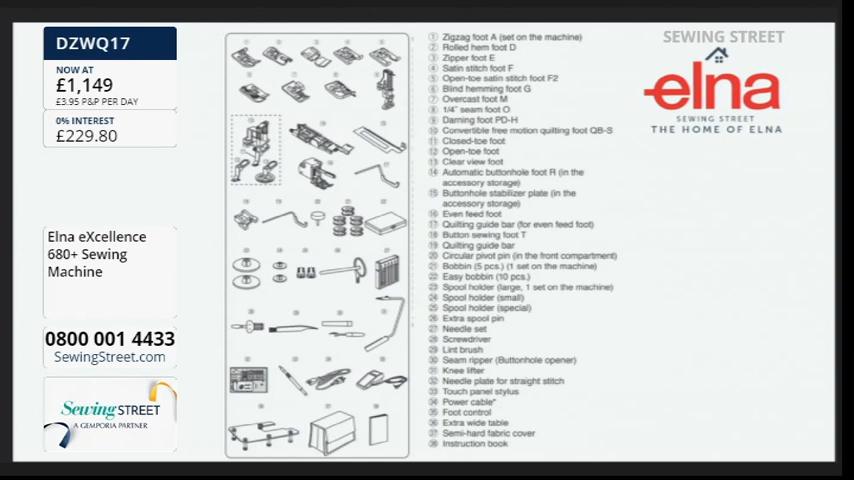 DZWQ17
NOW AT
£1,149
£3.95 P&P PER DAY
0% INTEREST
£229.80
Elna eXcellence
680+ Sewing
Machine
0800 001 4433
SewingStreet.com
Sewing STREET
A GEMPORIA PARTNER
① Zigzag foot A (set on the machine)
② Rolled hem foot D
③ Zipper foot E
④ Satin stitch foot F
⑤ Open-toe satin stitch foot F2
⑥ Blind hemming foot G
⑦ Overcast foot M
⑧ 1/4" seam foot O
⑨ Darning foot PD-H
⑩ Convertible free motion quilting foot QB-S
⑪ Closed-toe foot
⑫ Open-toe foot
⑬ Clear view foot
⑭ Automatic buttonhole foot R (in the
accessory storage)
⑮ Buttonhole stabilizer plate (in the
accessory storage)
⑯ Even feed foot
⑰ Quilting guide bar (for even feed foot)
⑱ Button sewing foot T
⑲ Quilting guide bar
⑳ Circular pivot pin (in the front compartment)
㉑ Bobbin (5 pcs.) (1 set on the machine)
㉒ Easy bobbin (10 pcs.)
㉓ Spool holder (large, 1 set on the machine)
㉔ Spool holder (small)
㉕ Spool holder (special)
㉖ Extra spool pin
㉗ Needle set
㉘ Screwdriver
㉙ Lint brush
㉚ Seam ripper (Buttonhole opener)
㉛ Knee lifter
㉜ Needle plate for straight stitch
㉝ Touch panel stylus
㉞ Power cable*
㉟ Foot control
㊱ Extra wide table
㊲ Semi-hard fabric cover
㊳ Instruction book
SEWING STREET
elna
SEWING STREET
THE HOME OF ELNA